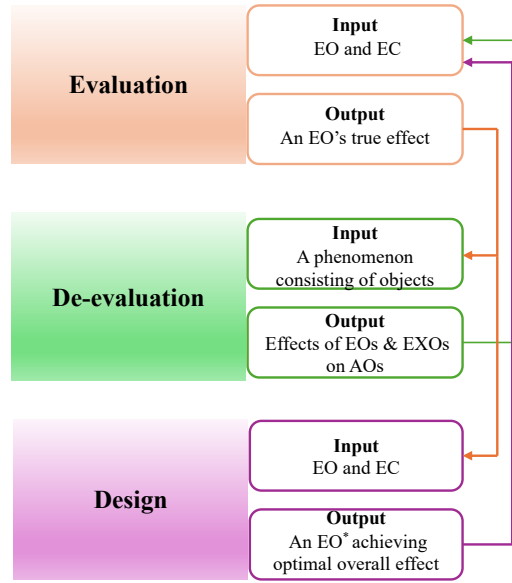 Evaluation
Input
EO and EC
Output
An EO's true effect
De-evaluation
Input
A phenomenon
consisting of objects
Output
Effects of EOs & EXOs
on AOs
Design
Input
EO and EC
Output
An EO* achieving
optimal overall effect